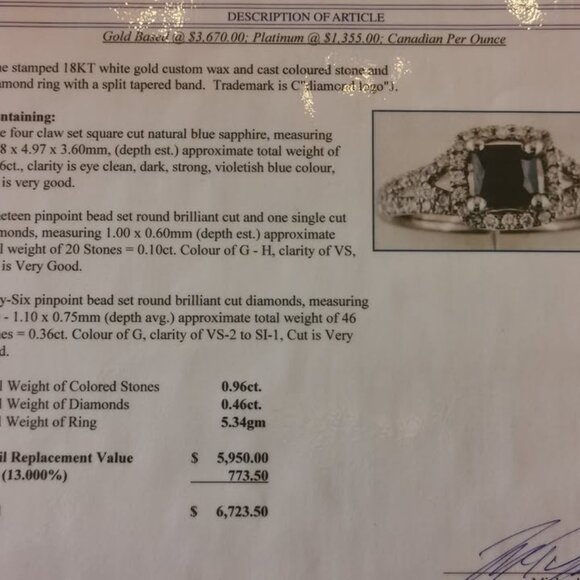 DESCRIPTION OF ARTICLE
Gold Based @ $3,670.00; Platinum @ $1,355.00; Canadian Per Ounce
e stamped 18KT white gold custom wax and cast coloured stone and
mond ring with a split tapered band. Trademark is C"diamond logo").
ntaining:
e four claw set square cut natural blue sapphire, measuring
8 x 4.97 x 3.60mm, (depth est.) approximate total weight of
6ct., clarity is eye clean, dark, strong, violetish blue colour,
is very good.
eteen pinpoint bead set round brilliant cut and one single cut
monds, measuring 1.00 x 0.60mm (depth est.) approximate
l weight of 20 Stones = 0.10ct. Colour of G - H, clarity of VS,
is Very Good.
y-Six pinpoint bead set round brilliant cut diamonds, measuring
- 1.10 x 0.75mm (depth avg.) approximate total weight of 46
es = 0.36ct. Colour of G, clarity of VS-2 to SI-1, Cut is Very
d.
l Weight of Colored Stones 0.96ct.
l Weight of Diamonds 0.46ct.
l Weight of Ring 5.34gm
il Replacement Value $ 5,950.00
(13.000%) 773.50
l $ 6,723.50